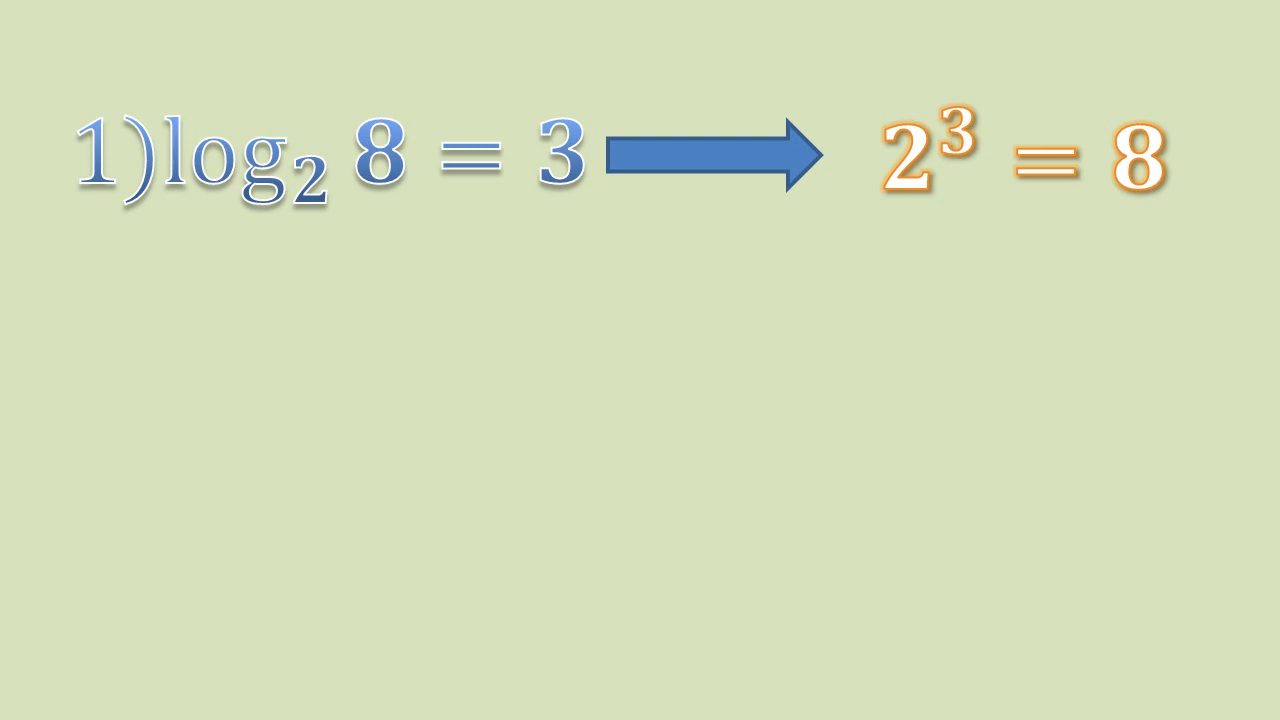 1)log₂ 8 = 3 2³ = 8